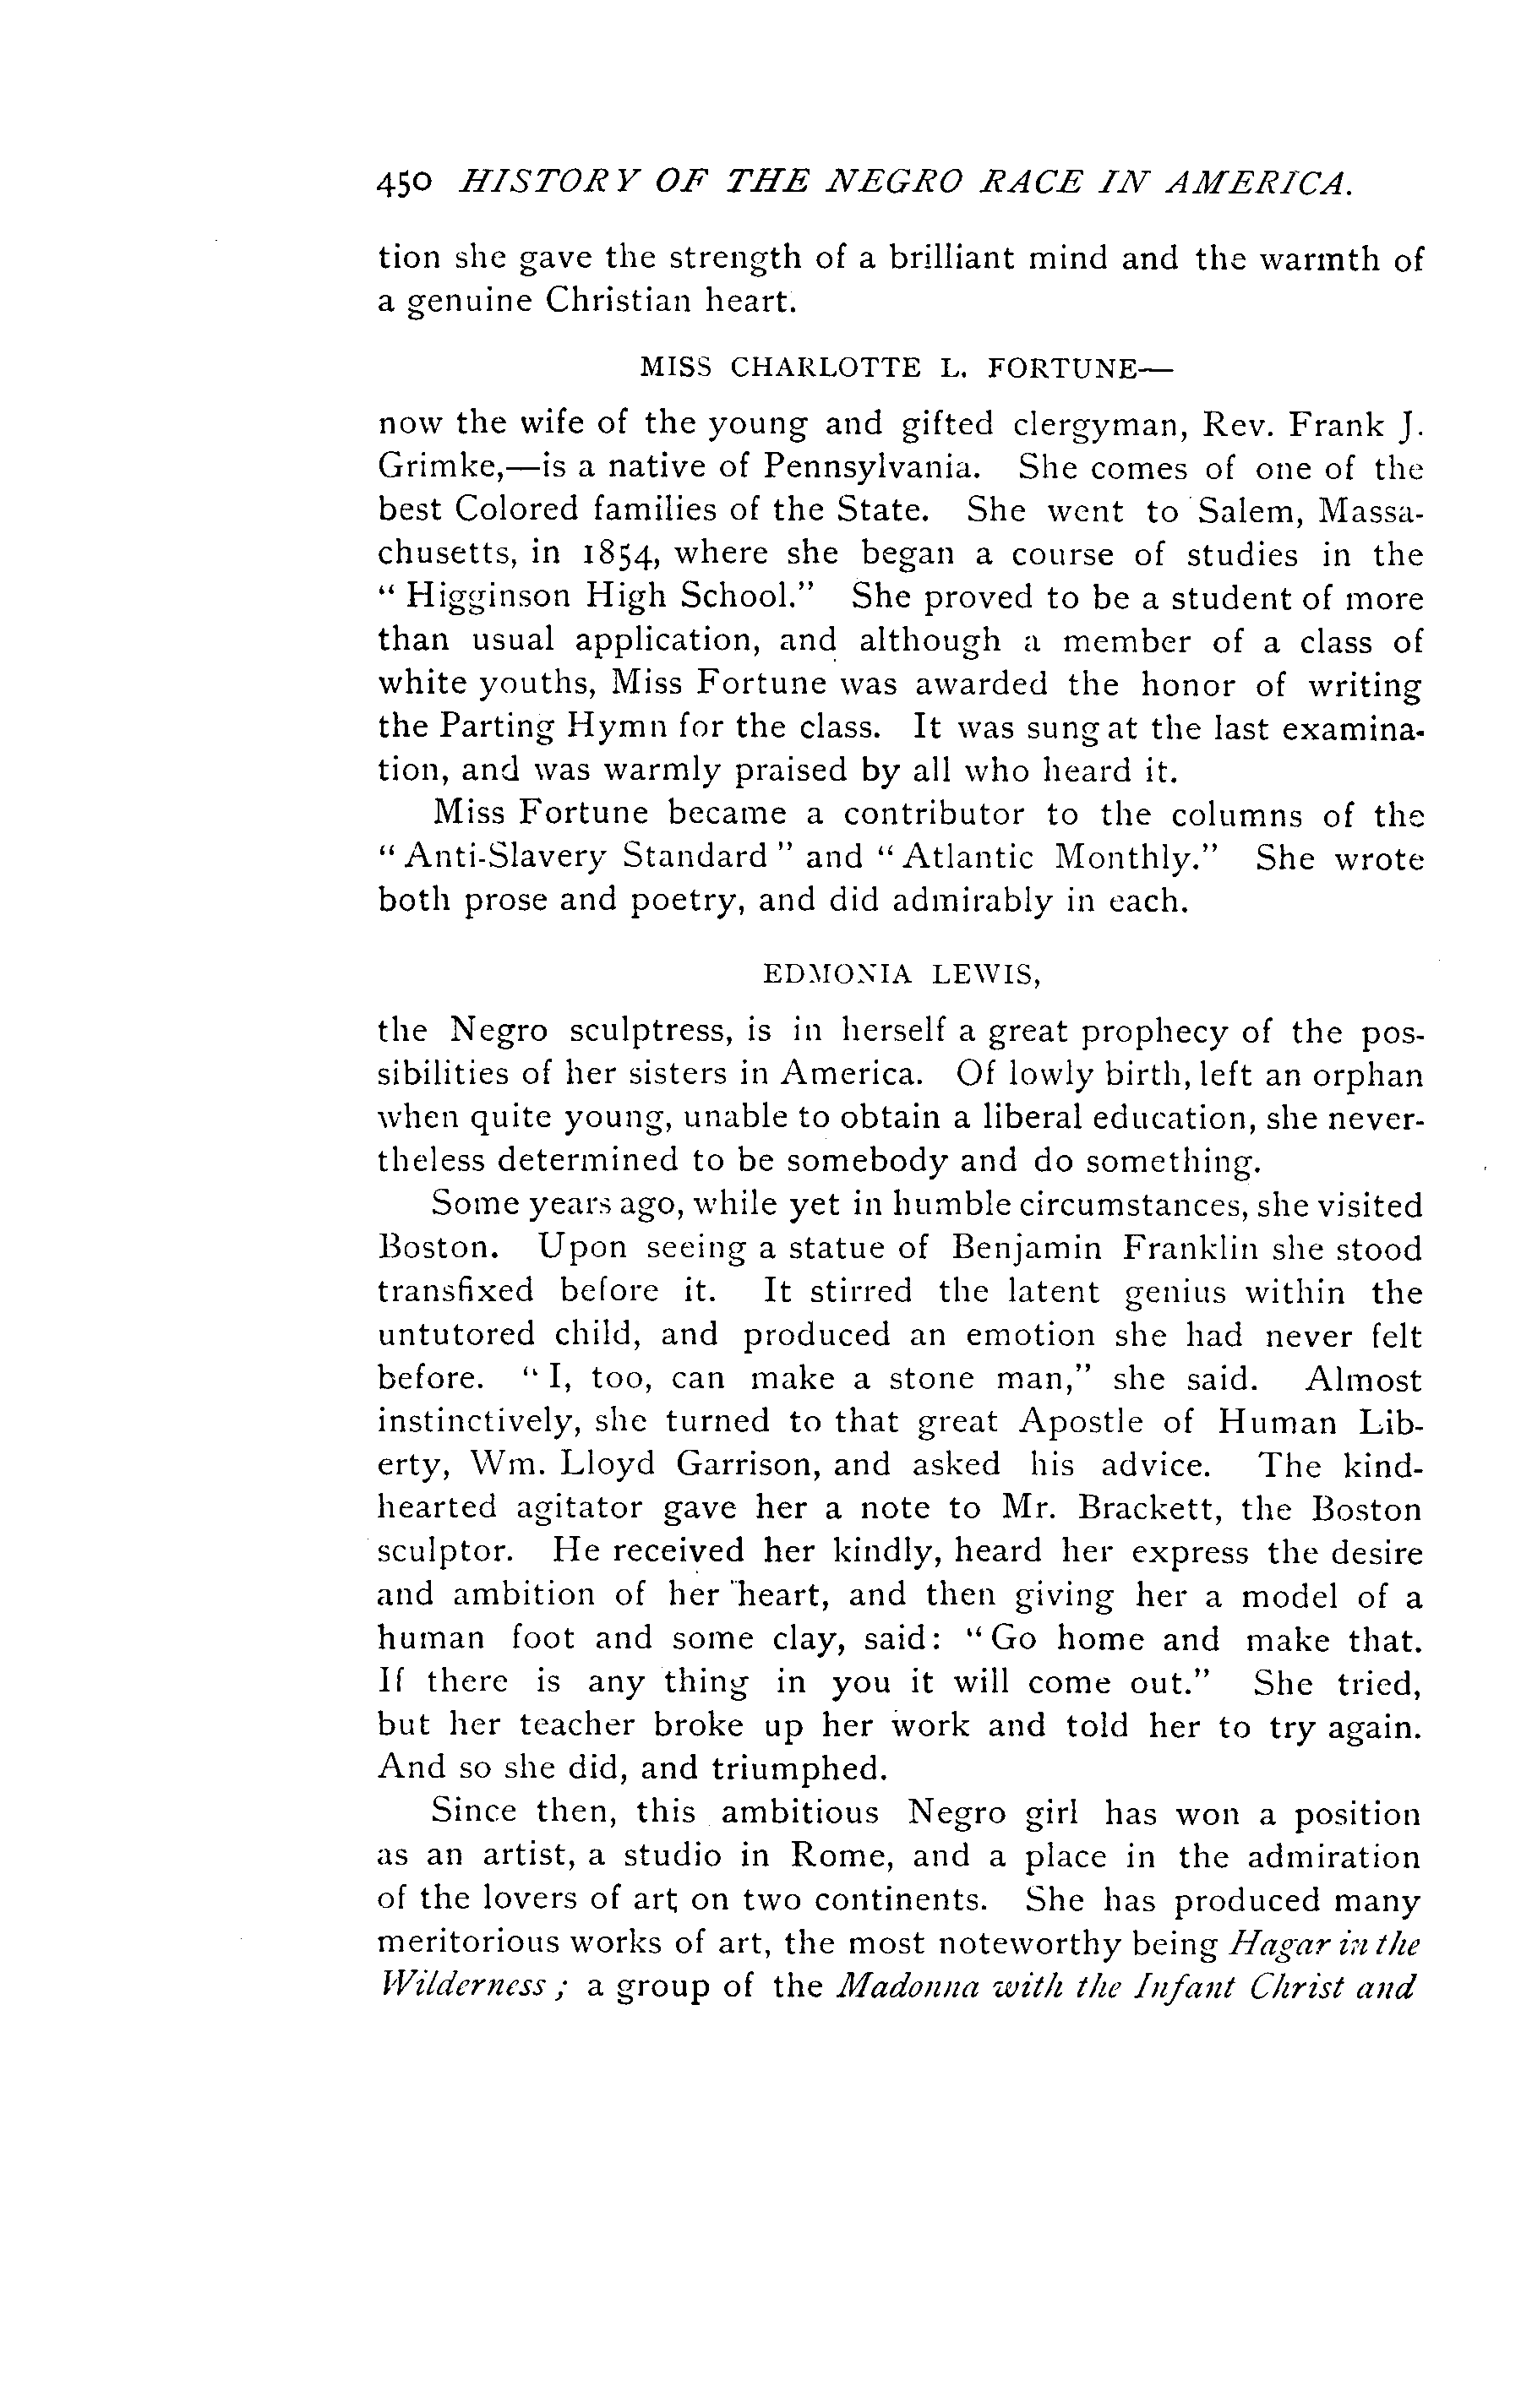 450 HISTORY OF THE NEGRO RACE IN AMERICA.
tion she gave the strength of a brilliant mind and the warmth of
a genuine Christian heart.
MISS CHARLOTTE L. FORTUNE—
now the wife of the young and gifted clergyman, Rev. Frank J.
Grimke,—is a native of Pennsylvania. She comes of one of the
best Colored families of the State. She went to Salem, Massa-
chusetts, in 1854, where she began a course of studies in the
"Higginson High School." She proved to be a student of more
than usual application, and although a member of a class of
white youths, Miss Fortune was awarded the honor of writing
the Parting Hymn for the class. It was sung at the last examina-
tion, and was warmly praised by all who heard it.
Miss Fortune became a contributor to the columns of the
"Anti-Slavery Standard" and "Atlantic Monthly." She wrote
both prose and poetry, and did admirably in each.
EDMONIA LEWIS,
the Negro sculptress, is in herself a great prophecy of the pos-
sibilities of her sisters in America. Of lowly birth, left an orphan
when quite young, unable to obtain a liberal education, she never-
theless determined to be somebody and do something.
Some years ago, while yet in humble circumstances, she visited
Boston. Upon seeing a statue of Benjamin Franklin she stood
transfixed before it. It stirred the latent genius within the
untutored child, and produced an emotion she had never felt
before. "I, too, can make a stone man," she said. Almost
instinctively, she turned to that great Apostle of Human Lib-
erty, Wm. Lloyd Garrison, and asked his advice. The kind-
hearted agitator gave her a note to Mr. Brackett, the Boston
sculptor. He received her kindly, heard her express the desire
and ambition of her heart, and then giving her a model of a
human foot and some clay, said: "Go home and make that.
If there is any thing in you it will come out." She tried,
but her teacher broke up her work and told her to try again.
And so she did, and triumphed.
Since then, this ambitious Negro girl has won a position
as an artist, a studio in Rome, and a place in the admiration
of the lovers of art on two continents. She has produced many
meritorious works of art, the most noteworthy being Hagar in the
Wilderness; a group of the Madonna with the Infant Christ and